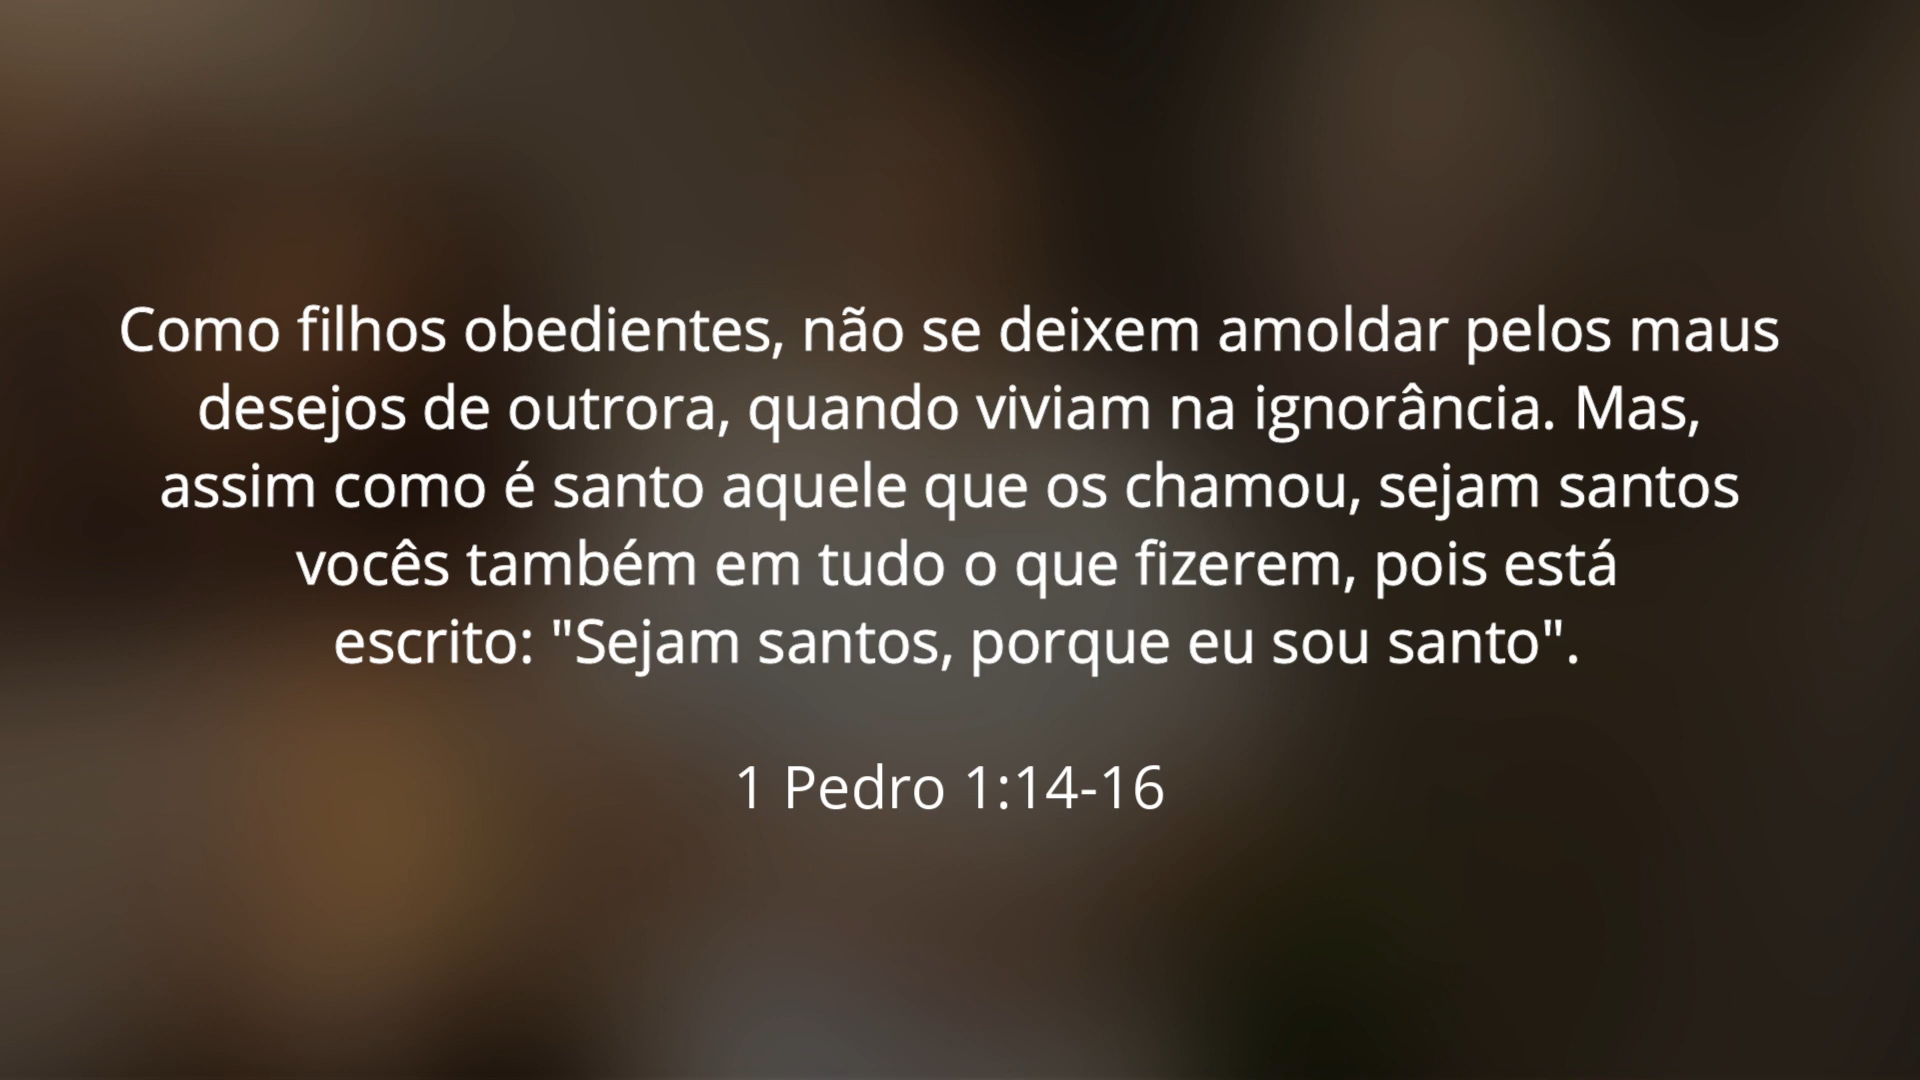 Como filhos obedientes, não se deixem amoldar pelos maus
desejos de outrora, quando viviam na ignorância. Mas,
assim como é santo aquele que os chamou, sejam santos
vocês também em tudo o que fizerem, pois está
escrito: "Sejam santos, porque eu sou santo".
1 Pedro 1:14-16